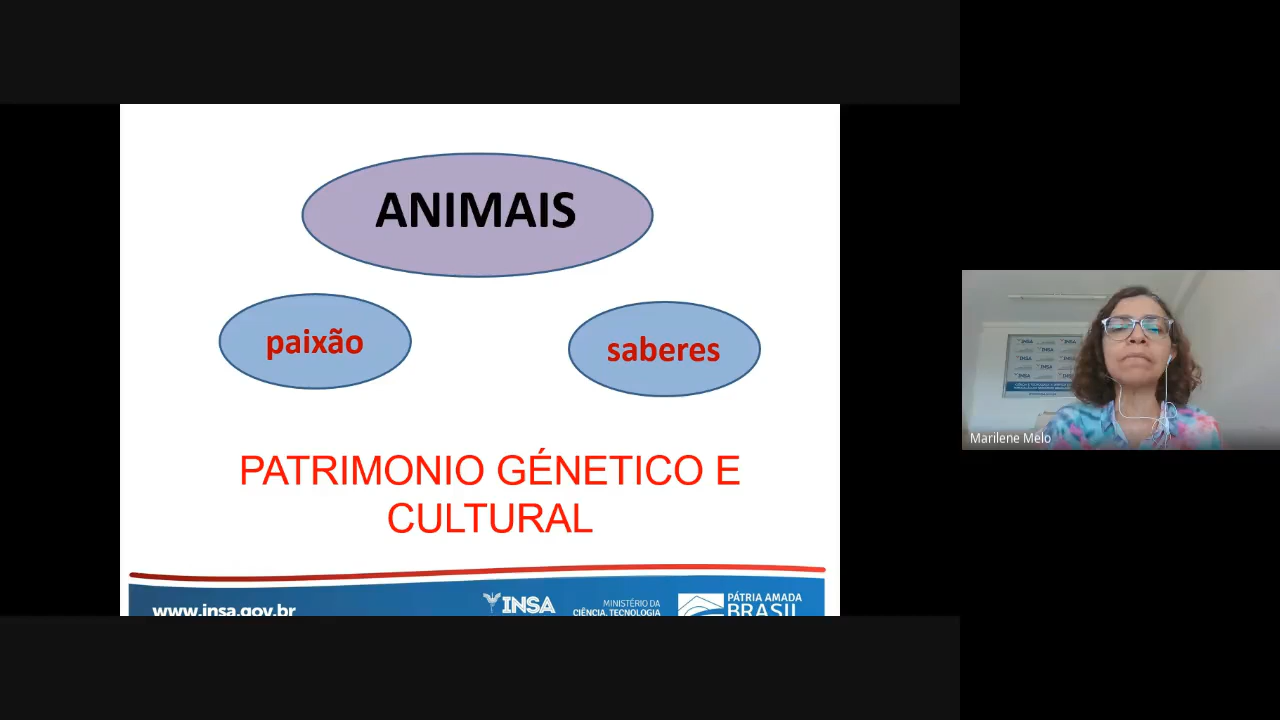 ANIMAIS
paixão
saberes
PATRIMONIO GÉNETICO E
CULTURAL
www.insa.gov.br
INSA
MINISTÉRIO DA
CIÊNCIA, TECNOLOGIA
PÁTRIA AMADA
BRASIL
Marilene Melo